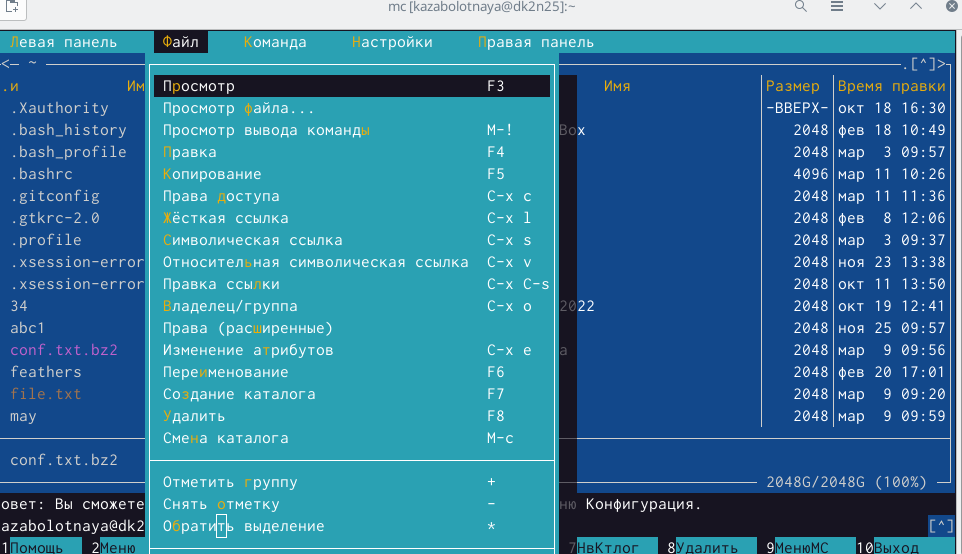 mc [kazabolotnaya@dk2n25]:~
Левая панель Файл Команда Настройки Правая панель
<— ~ .[^]>
.и Им Имя Размер Время правки
.Xauthority Просмотр F3 -ВВЕРХ- окт 18 16:30
.bash_history Просмотр файла... 2048 фев 18 10:49
.bash_profile Просмотр вывода команды M-! Box 2048 мар 3 09:57
.bashrc Правка F4 4096 мар 11 10:26
.gitconfig Копирование F5 2048 мар 11 11:36
.gtkrc-2.0 Права доступа C-x c 2048 фев 8 12:06
.profile Жёсткая ссылка C-x l 2048 мар 3 09:37
.xsession-error Символическая ссылка C-x s 2048 ноя 23 13:38
.xsession-error Относительная символическая ссылка C-x v 2048 окт 11 13:50
34 Правка ссылки C-x C-s 2048 окт 19 12:41
abc1 Владелец/группа C-x o 2022 2048 ноя 25 09:57
conf.txt.bz2 Права (расширенные) 2048 мар 9 09:56
feathers Изменение атрибутов C-x e а 2048 фев 20 17:01
file.txt Переименование F6 2048 мар 9 09:20
may Создание каталога F7 2048 мар 9 09:59
Удалить F8
Смена каталога M-c
conf.txt.bz2
Отметить группу + 2048G/2048G (100%)
овет: Вы сможете Снять отметку - ню Конфигурация.
azabolotnaya@dk2 Обратить выделение * [^]
1Помощь 2Меню 7НвКтлог 8Удалить 9МенюМС 10Выход